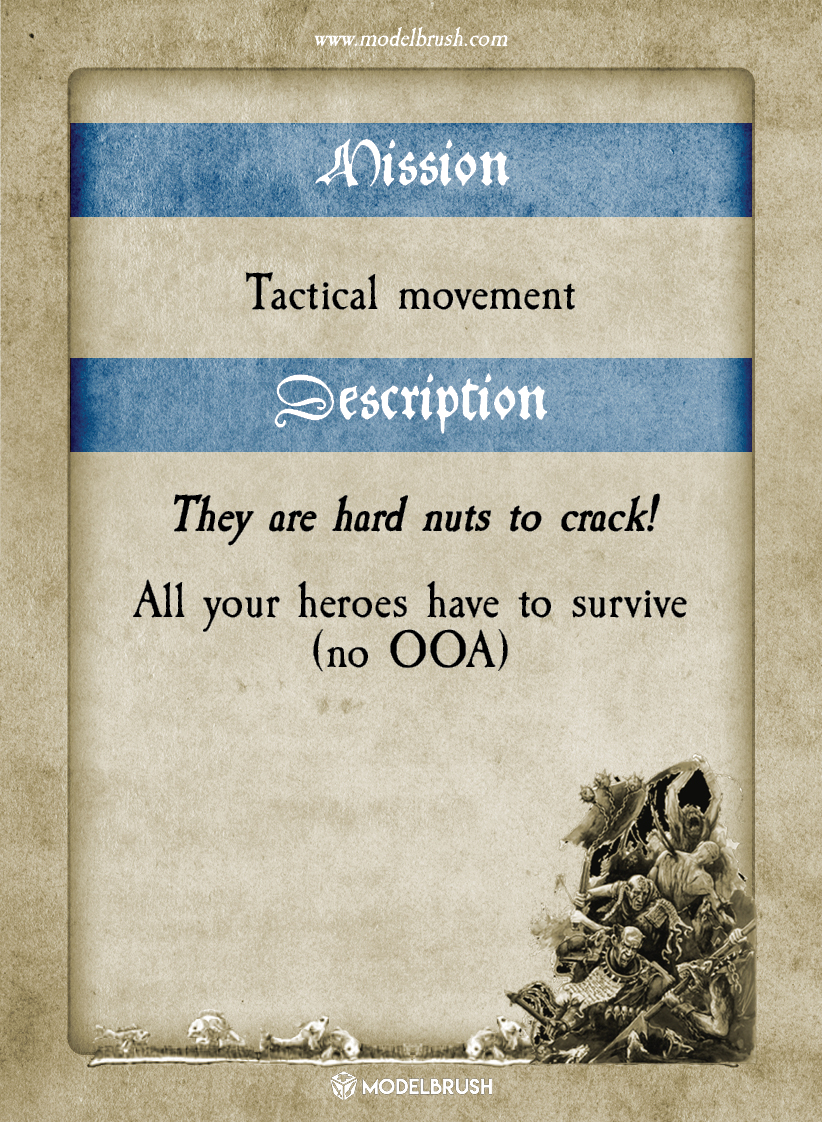 www.modelbrush.com
Mission
Tactical movement
Description
They are hard nuts to crack!
All your heroes have to survive
(no OOA)
MODELBRUSH